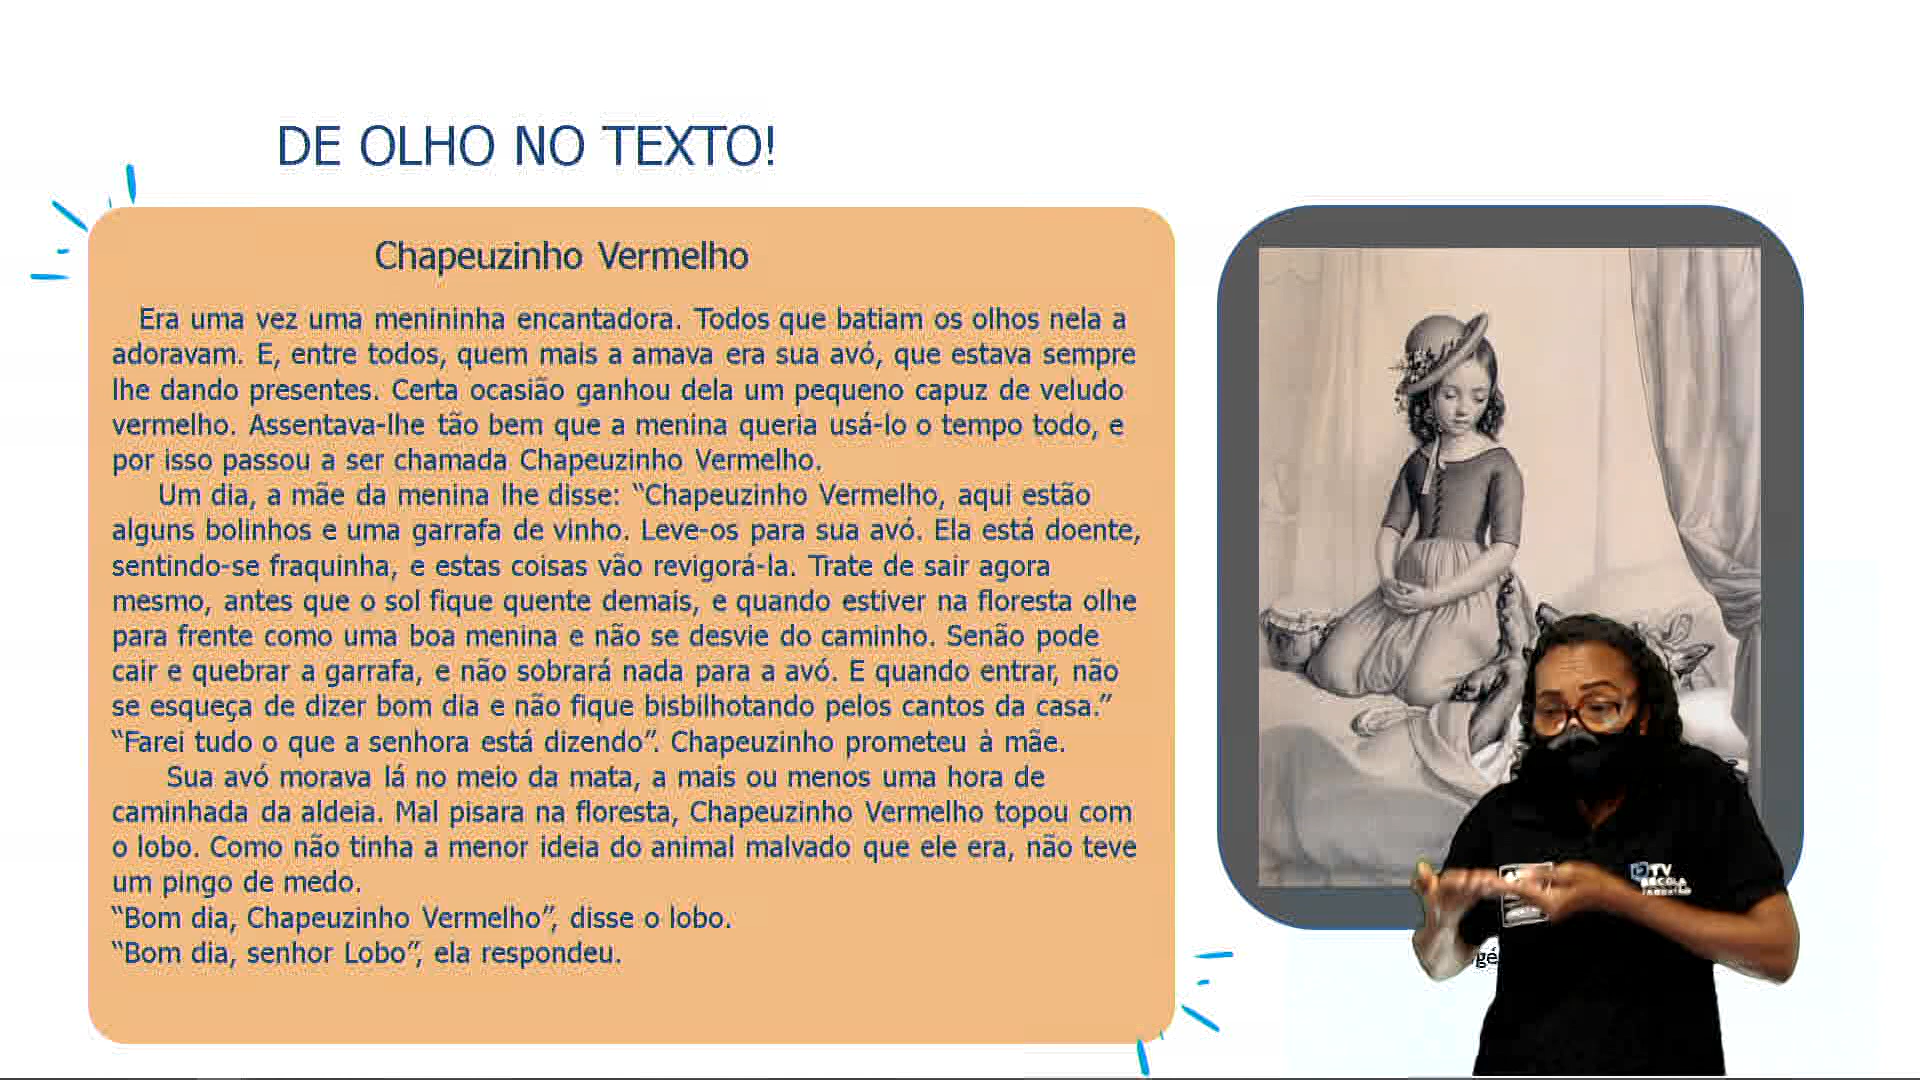 DE OLHO NO TEXTO!
Chapeuzinho Vermelho
Era uma vez uma menininha encantadora. Todos que batiam os olhos nela a
adoravam. E, entre todos, quem mais a amava era sua avó, que estava sempre
lhe dando presentes. Certa ocasião ganhou dela um pequeno capuz de veludo
vermelho. Assentava-lhe tão bem que a menina queria usá-lo o tempo todo, e
por isso passou a ser chamada Chapeuzinho Vermelho.
Um dia, a mãe da menina lhe disse: “Chapeuzinho Vermelho, aqui estão
alguns bolinhos e uma garrafa de vinho. Leve-os para sua avó. Ela está doente,
sentindo-se fraquinha, e estas coisas vão revigorá-la. Trate de sair agora
mesmo, antes que o sol fique quente demais, e quando estiver na floresta olhe
para frente como uma boa menina e não se desvie do caminho. Senão pode
cair e quebrar a garrafa, e não sobrará nada para a avó. E quando entrar, não
se esqueça de dizer bom dia e não fique bisbilhotando pelos cantos da casa.”
“Farei tudo o que a senhora está dizendo”. Chapeuzinho prometeu à mãe.
Sua avó morava lá no meio da mata, a mais ou menos uma hora de
caminhada da aldeia. Mal pisara na floresta, Chapeuzinho Vermelho topou com
o lobo. Como não tinha a menor ideia do animal malvado que ele era, não teve
um pingo de medo.
“Bom dia, Chapeuzinho Vermelho”, disse o lobo.
“Bom dia, senhor Lobo”, ela respondeu.
TV
ESCOLA